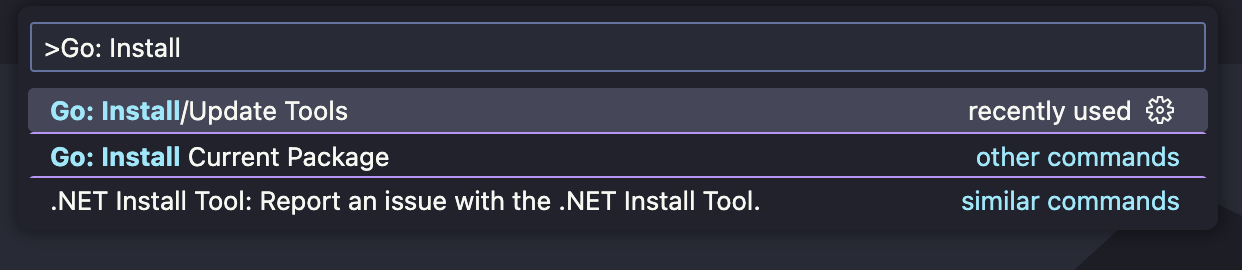 >Go: Install
Go: Install/Update Tools recently used
Go: Install Current Package other commands
.NET Install Tool: Report an issue with the .NET Install Tool. similar commands